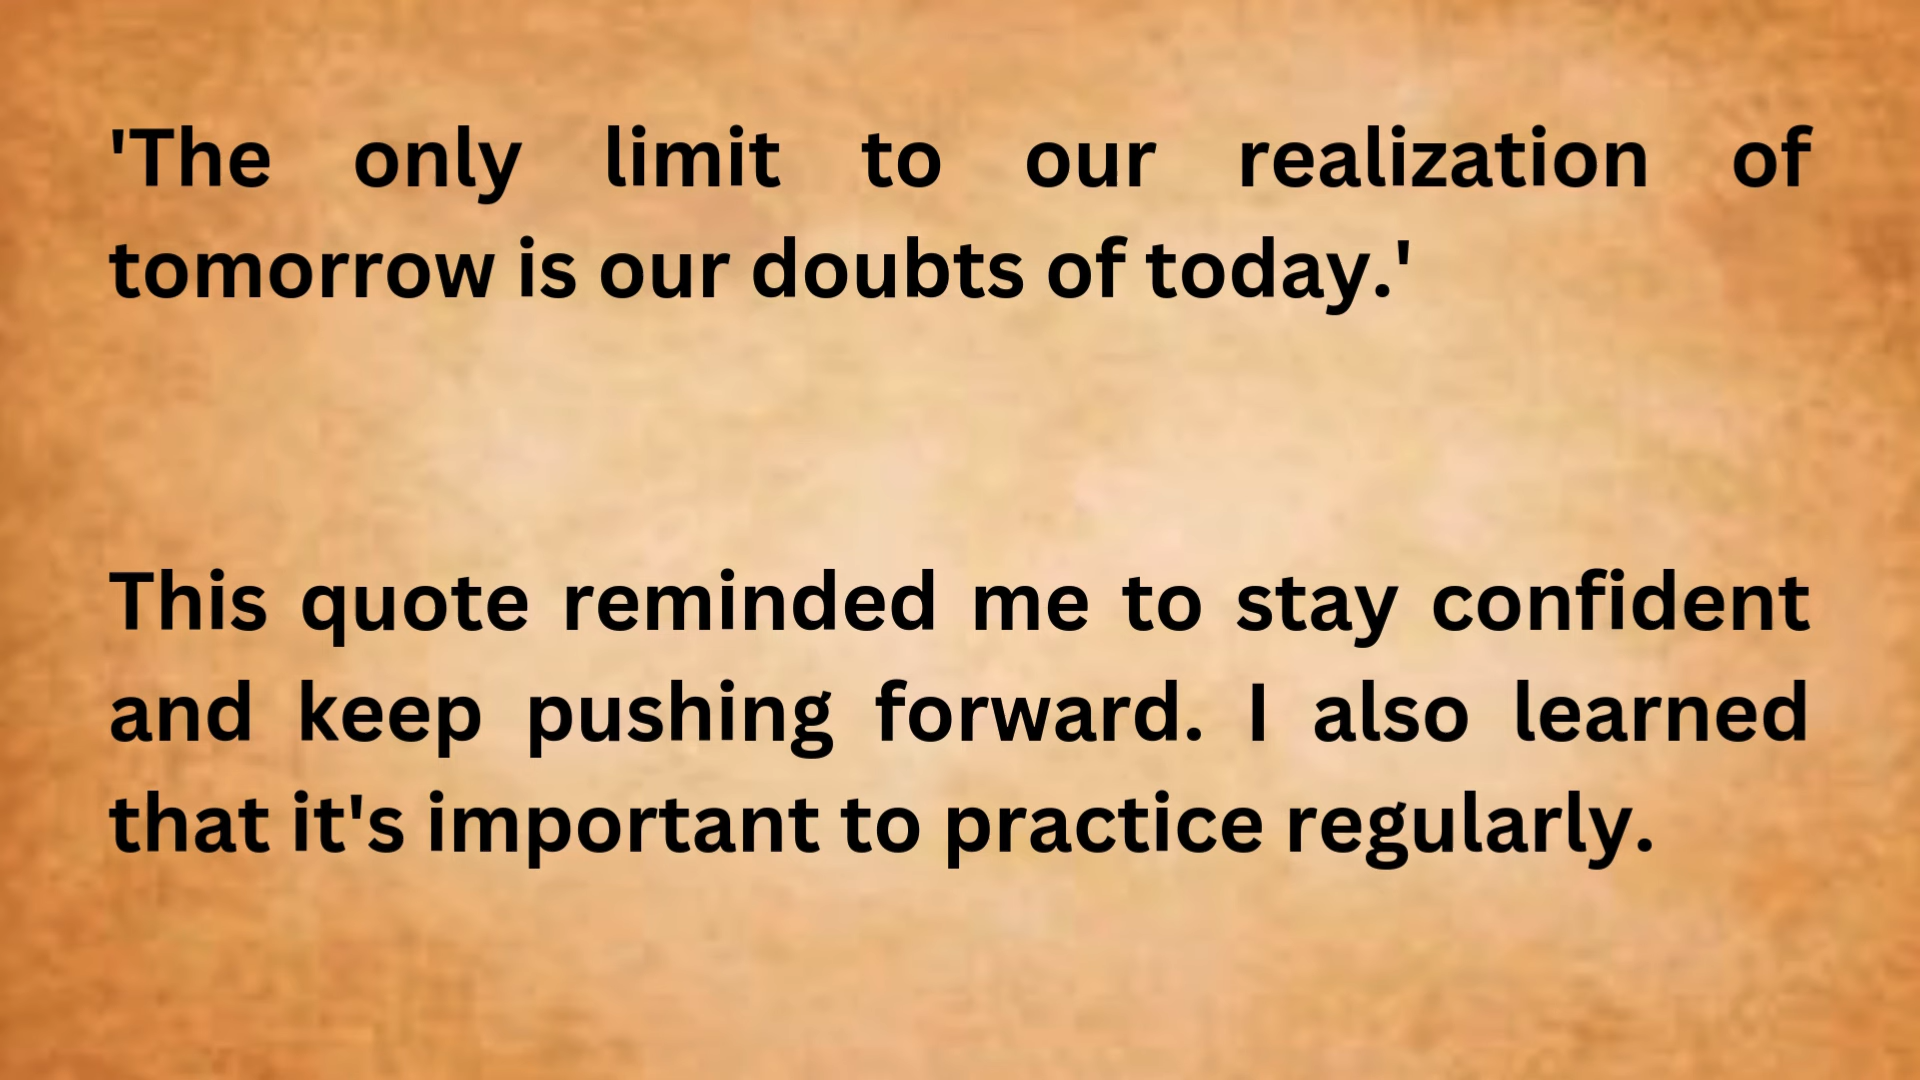 'The only limit to our realization of
tomorrow is our doubts of today.'
This quote reminded me to stay confident
and keep pushing forward. I also learned
that it's important to practice regularly.